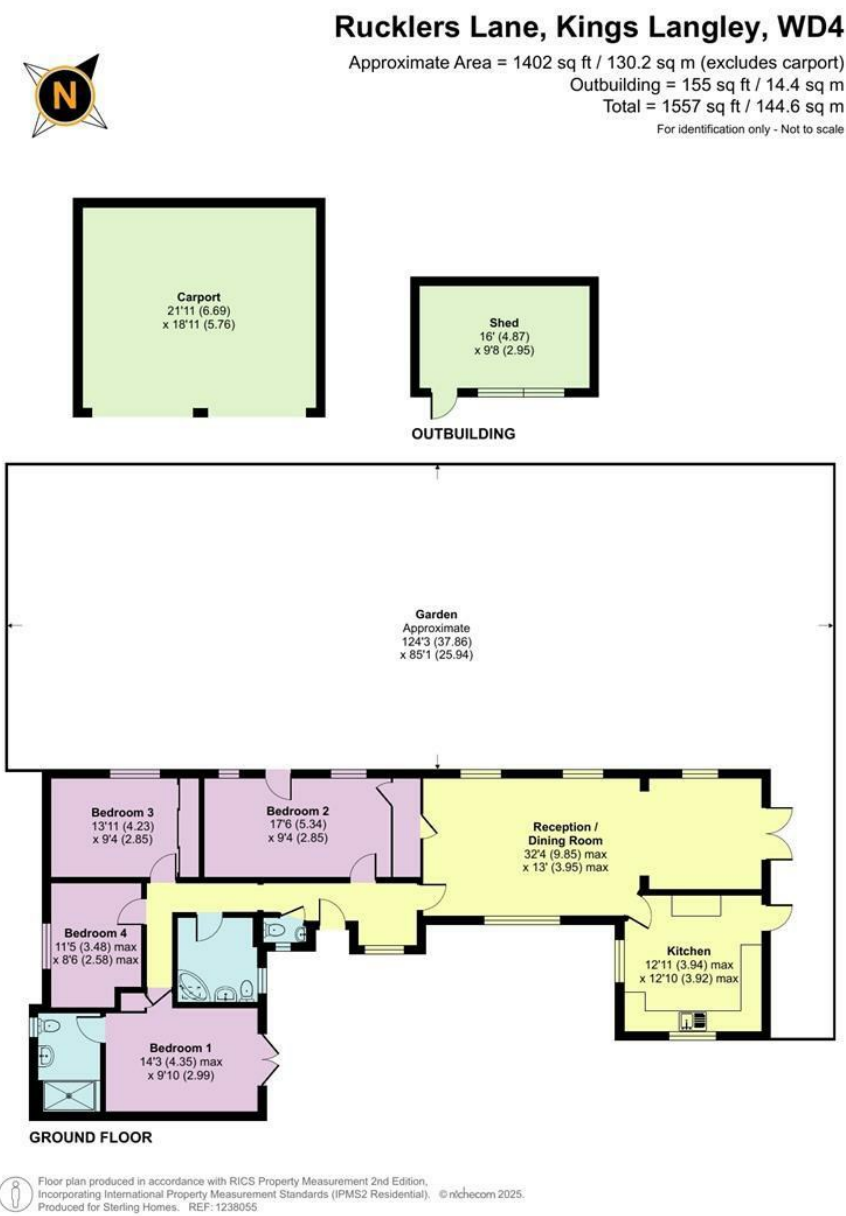 Rucklers Lane, Kings Langley, WD4
Approximate Area = 1402 sq ft / 130.2 sq m (excludes carport)
Outbuilding = 155 sq ft / 14.4 sq m
Total = 1557 sq ft / 144.6 sq m
For identification only - Not to scale
N
Carport
21'11 (6.69)
x 18'11 (5.76)
Shed
16' (4.87)
x 9'8 (2.95)
OUTBUILDING
Garden
Approximate
124'3 (37.86)
x 85'1 (25.94)
Bedroom 3
13'11 (4.23)
x 9'4 (2.85)
Bedroom 2
17'6 (5.34)
x 9'4 (2.85)
Reception /
Dining Room
32'4 (9.85) max
x 13' (3.95) max
Bedroom 4
11'5 (3.48) max
x 8'6 (2.58) max
Kitchen
12'11 (3.94) max
x 12'10 (3.92) max
Bedroom 1
14'3 (4.35) max
x 9'10 (2.99)
GROUND FLOOR
Floor plan produced in accordance with RICS Property Measurement 2nd Edition,
Incorporating International Property Measurement Standards (IPMS2 Residential). © nichecom 2025.
Produced for Sterling Homes. REF: 1238055